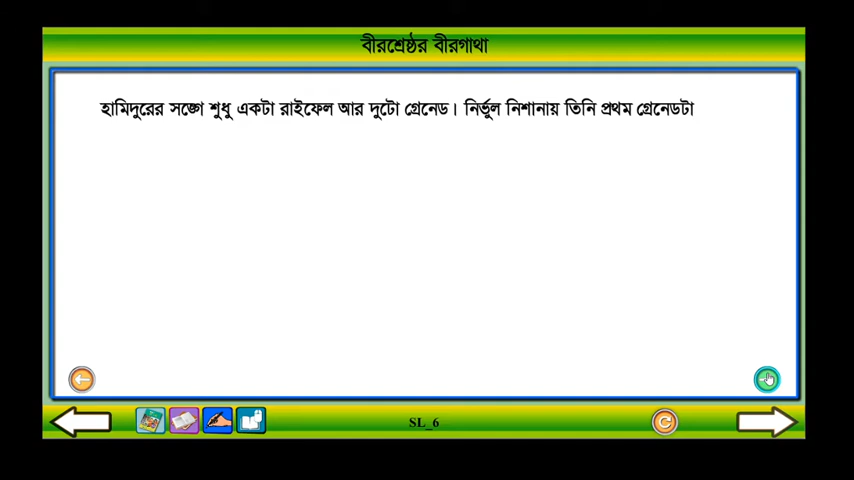 বীরশ্রেষ্ঠর বীরগাথা
হামিদুরের সঙ্গে শুধু একটা রাইফেল আর দুটো গ্রেনেড। নির্ভুল নিশানায় তিনি প্রথম গ্রেনেডটা
SL_6